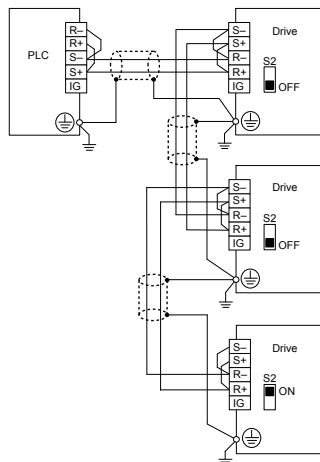 PLC
R–
R+
S–
S+
IG
S–
S+
R–
R+
IG
Drive
S2
OFF
S–
S+
R–
R+
IG
Drive
S2
OFF
S–
S+
R–
R+
IG
Drive
S2
ON